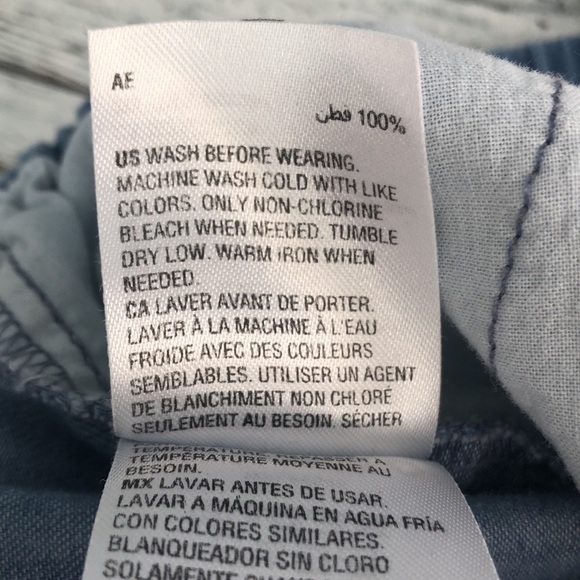 AE
100% قطن
US WASH BEFORE WEARING.
MACHINE WASH COLD WITH LIKE
COLORS. ONLY NON-CHLORINE
BLEACH WHEN NEEDED. TUMBLE
DRY LOW. WARM IRON WHEN
NEEDED.
CA LAVER AVANT DE PORTER.
LAVER À LA MACHINE À L'EAU
FROIDE AVEC DES COULEURS
SEMBLABLES. UTILISER UN AGENT
DE BLANCHIMENT NON CHLORÉ
SEULEMENT AU BESOIN. SÉCHER
TEMPÉRATURE MOYENNE AU
BESOIN.
MX LAVAR ANTES DE USAR.
LAVAR A MÁQUINA EN AGUA FRÍA
CON COLORES SIMILARES.
BLANQUEADOR SIN CLORO
SOLAMENTE